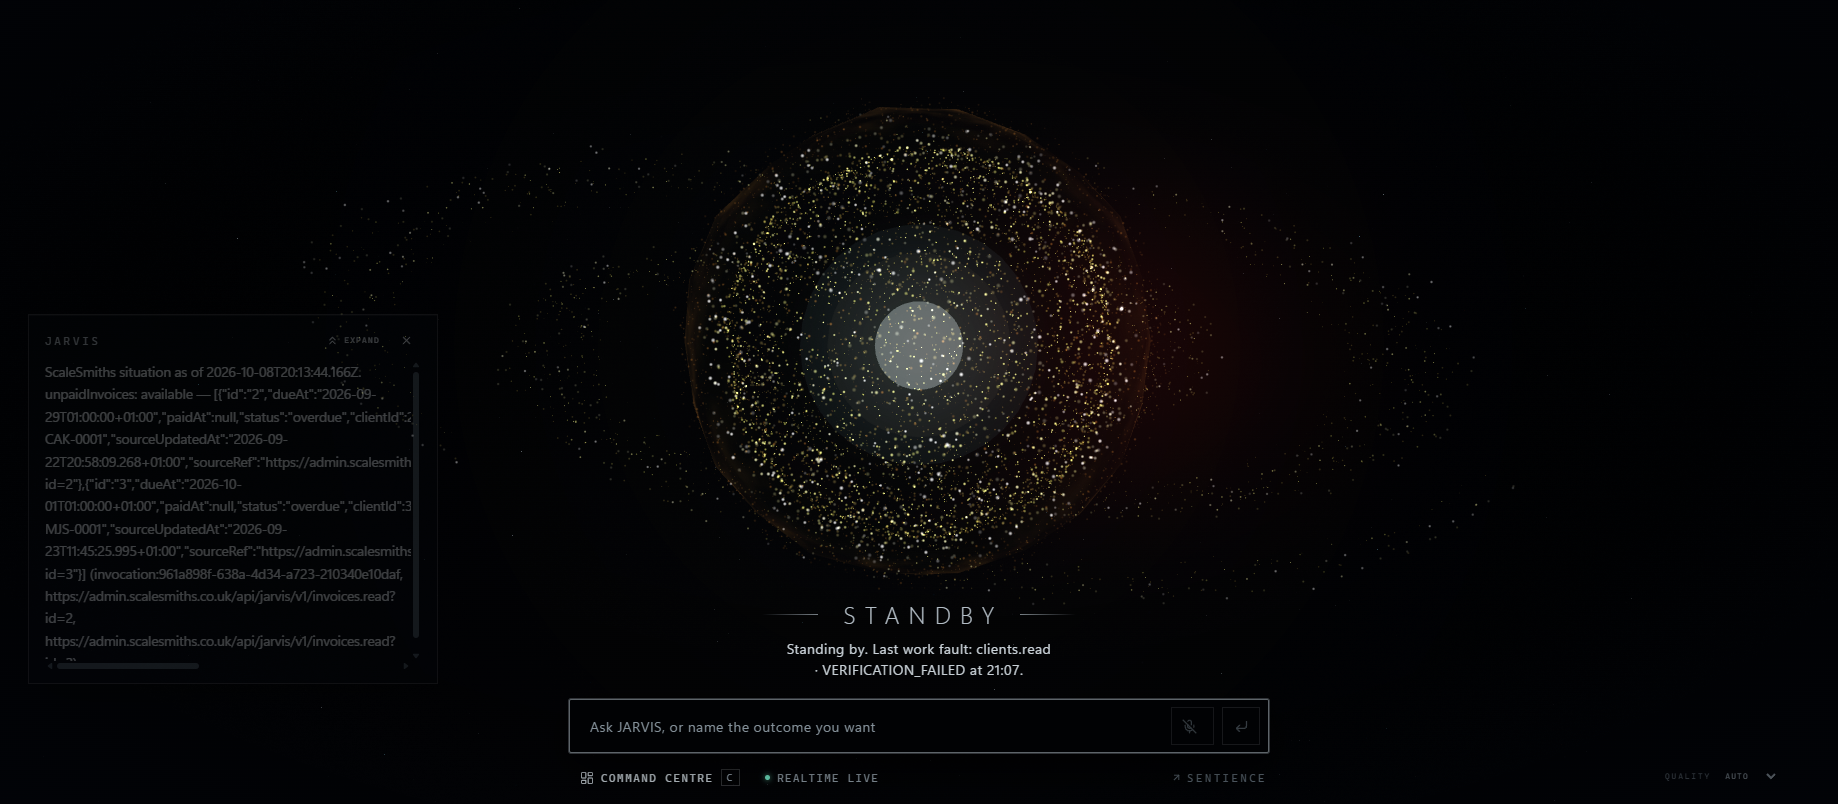 JARVIS
EXPAND
ScaleSmiths situation as of 2026-10-08T20:13:44.166Z:
unpaidInvoices: available — [{"id":"2","dueAt":"2026-09-
29T01:00:00+01:00","paidAt":null,"status":"overdue","clientId":2
CAK-0001","sourceUpdatedAt":"2026-09-
22T20:58:09.268+01:00","sourceRef":"https://admin.scalesmith
id=2"},{"id":"3","dueAt":"2026-10-
01T01:00:00+01:00","paidAt":null,"status":"overdue","clientId":3
MJS-0001","sourceUpdatedAt":"2026-09-
23T11:45:25.995+01:00","sourceRef":"https://admin.scalesmiths
id=3"}] (invocation:961a898f-638a-4d34-a723-210340e10daf,
https://admin.scalesmiths.co.uk/api/jarvis/v1/invoices.read?
id=2,
https://admin.scalesmiths.co.uk/api/jarvis/v1/invoices.read?
STANDBY
Standing by. Last work fault: clients.read
· VERIFICATION_FAILED at 21:07.
Ask JARVIS, or name the outcome you want
COMMAND CENTRE C
REALTIME LIVE
SENTIENCE
QUALITY AUTO